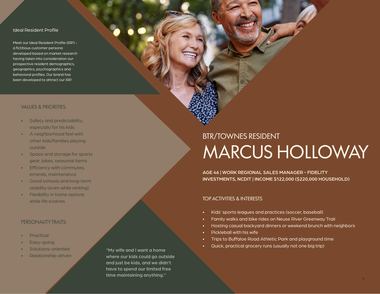 Ideal Resident Profile
Meet our Ideal Resident Profile (IRP) -
a fictitious customer persona
developed based on market research
having taken into consideration our
prospective resident demographics,
geographics, psychographics and
behavioral profiles. Our brand has
been developed to attract our IRP.
VALUES & PRIORITIES:
• Safety and predictability,
especially for his kids
• A neighborhood feel with
other kids/families playing
outside
• Space and storage for sports
gear, bikes, seasonal items
• Efficiency with commutes,
errands, maintenance
• Good schools and long-term
stability (even while renting)
• Flexibility in home options
while life evolves
PERSONALITY TRAITS:
• Practical
• Easy-going
• Solutions-oriented
• Relationship-driven
"My wife and I want a home
where our kids could go outside
and just be kids, and we didn't
have to spend our limited free
time maintaining anything."
BTR/TOWNES RESIDENT
MARCUS HOLLOWAY
AGE 44 | WORK REGIONAL SALES MANAGER - FIDELITY
INVESTMENTS, NCDIT | INCOME $122,000 ($220,000 HOUSEHOLD)
TOP ACTIVITIES & INTERESTS
• Kids' sports leagues and practices (soccer, baseball)
• Family walks and bike rides on Neuse River Greenway Trail
• Hosting casual backyard dinners or weekend brunch with neighbors
• Pickleball with his wife
• Trips to Buffaloe Road Athletic Park and playground time
• Quick, practical grocery runs (usually not one big trip)